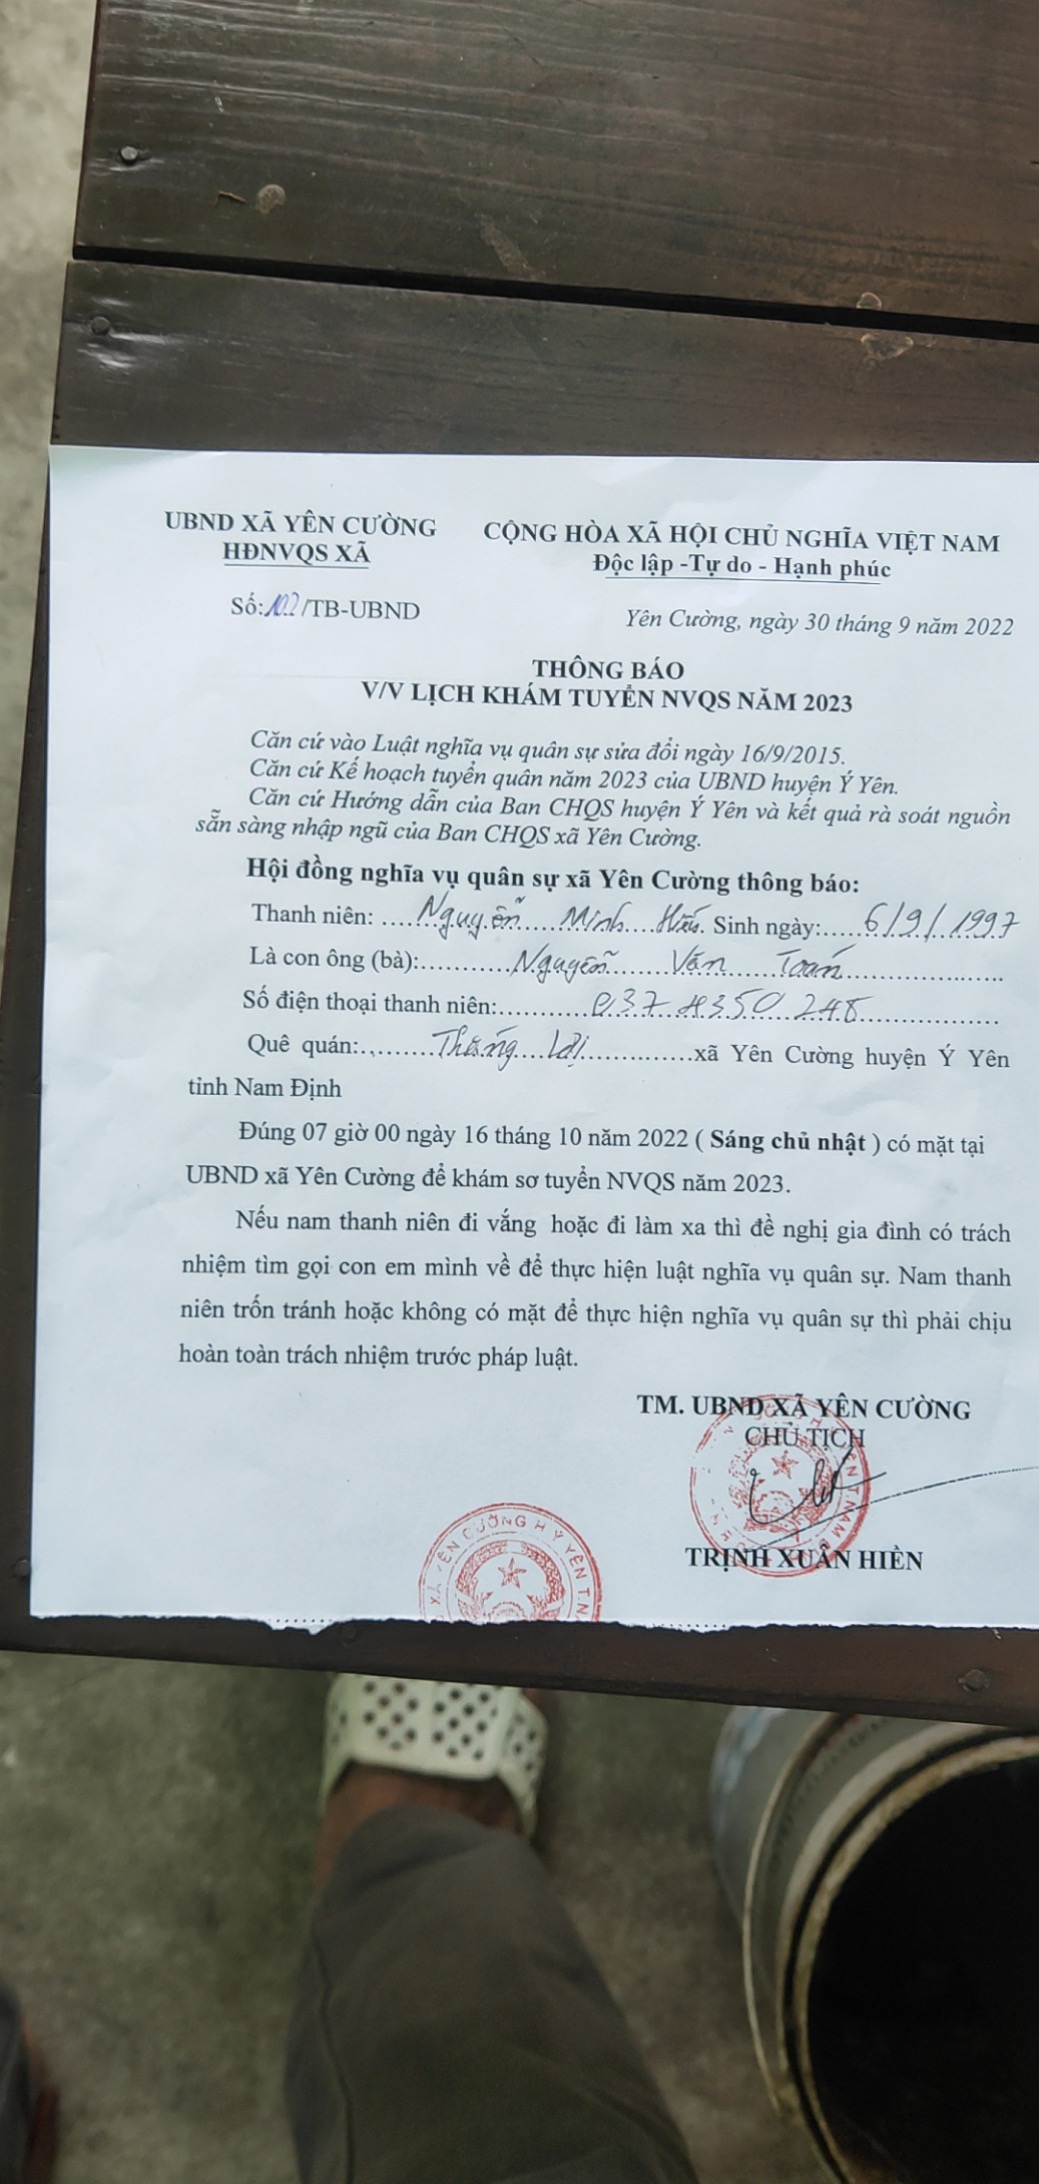 UBND XÃ YÊN CƯỜNG
HĐNVQS XÃ
CỘNG HÒA XÃ HỘI CHỦ NGHĨA VIỆT NAM
Độc lập -Tự do - Hạnh phúc
Số:102/TB-UBND
Yên Cường, ngày 30 tháng 9 năm 2022
THÔNG BÁO
V/V LỊCH KHÁM TUYỂN NVQS NĂM 2023
Căn cứ vào Luật nghĩa vụ quân sự sửa đổi ngày 16/9/2015.
Căn cứ Kế hoạch tuyển quân năm 2023 của UBND huyện Ý Yên.
Căn cứ Hướng dẫn của Ban CHQS huyện Ý Yên và kết quả rà soát nguồn
sẵn sàng nhập ngũ của Ban CHQS xã Yên Cường.
Hội đồng nghĩa vụ quân sự xã Yên Cường thông báo:
Thanh niên: ....Nguyễn.....Minh....Hiếu. Sinh ngày:.....6/9/1997
Là con ông (bà):...........Nguyễn.......Văn......Toán....................
Số điện thoại thanh niên:...........
Quê quán:.........Thắng....Lợi..............xã Yên Cường huyện Ý Yên
tỉnh Nam Định
Đúng 07 giờ 00 ngày 16 tháng 10 năm 2022 ( Sáng chủ nhật ) có mặt tại
UBND xã Yên Cường để khám sơ tuyển NVQS năm 2023.
Nếu nam thanh niên đi vắng hoặc đi làm xa thì đề nghị gia đình có trách
nhiệm tìm gọi con em mình về để thực hiện luật nghĩa vụ quân sự. Nam thanh
niên trốn tránh hoặc không có mặt để thực hiện nghĩa vụ quân sự thì phải chịu
hoàn toàn trách nhiệm trước pháp luật.
TM. UBND XÃ YÊN CƯỜNG
CHỦ TỊCH
TRỊNH XUÂN HIỀN
XÃ YÊN CƯỜNG H Ý YÊN T.N